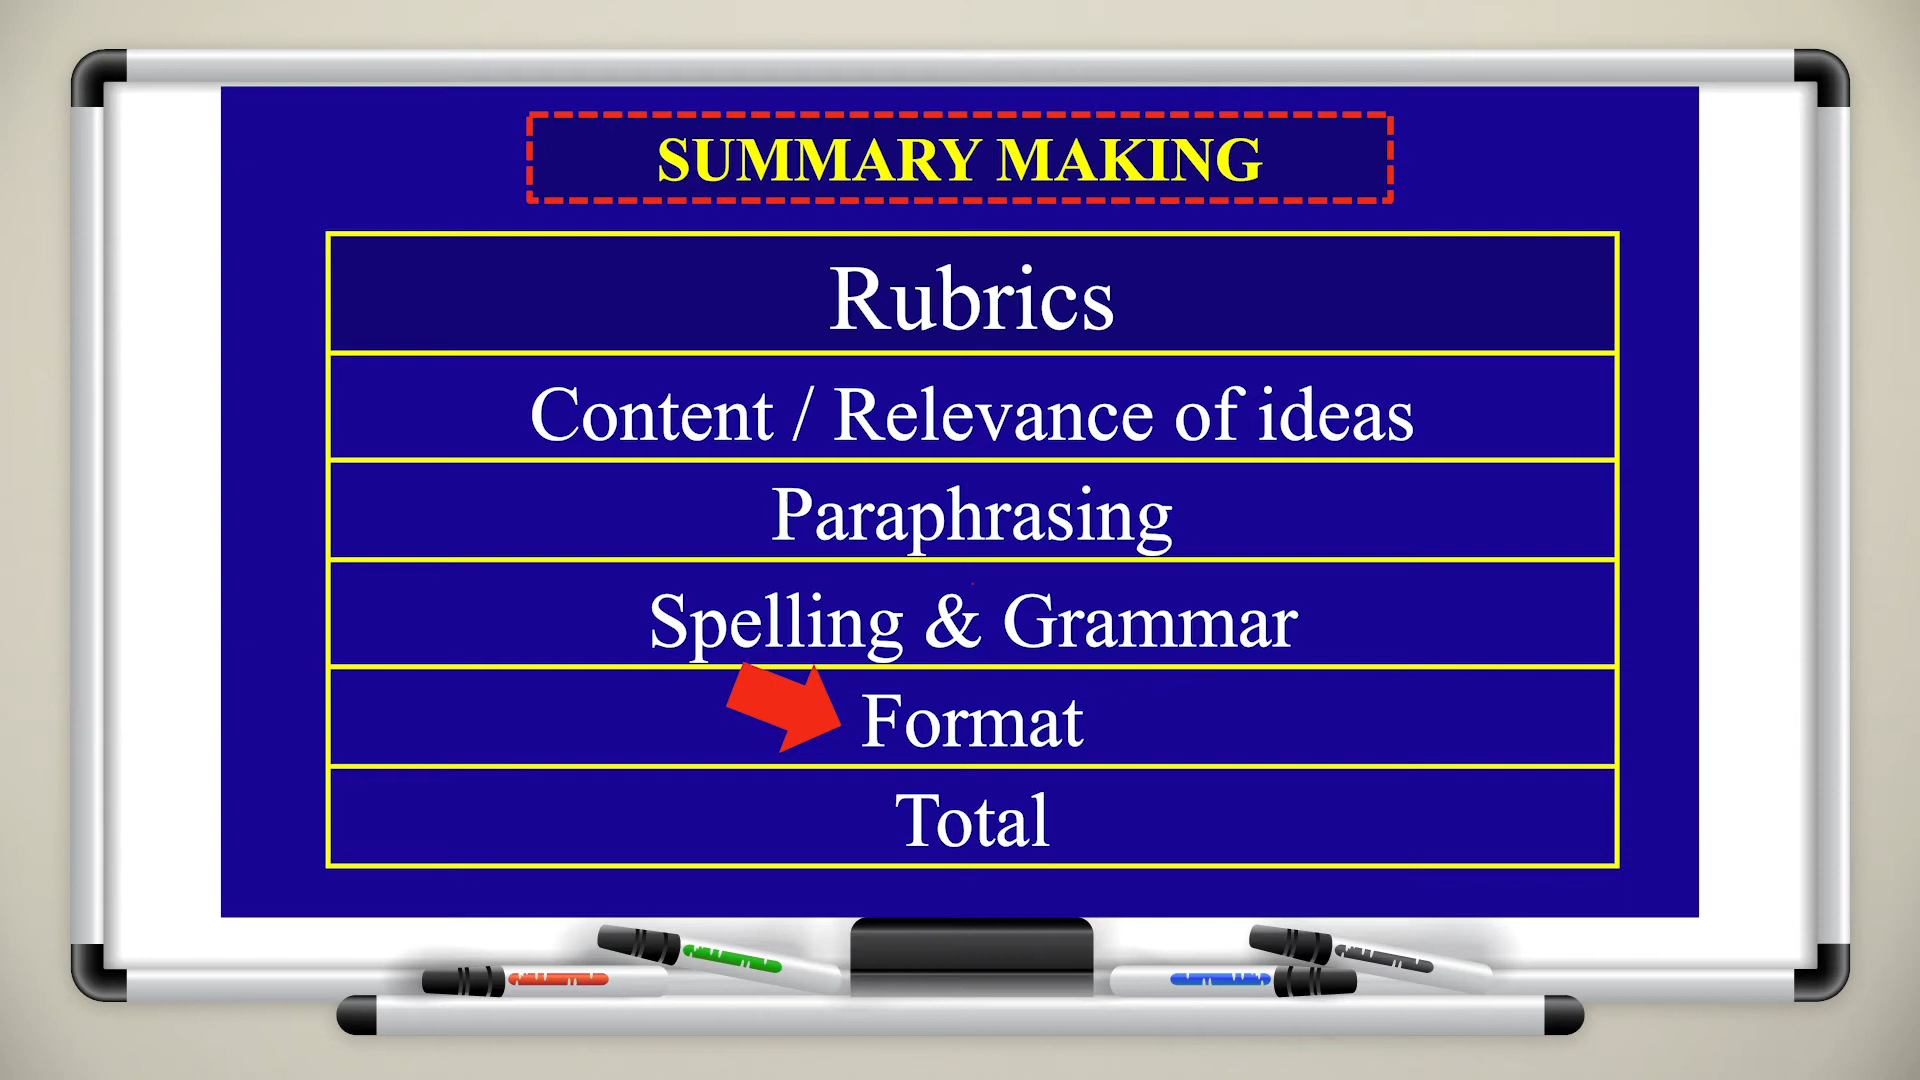 SUMMARY MAKING
Rubrics
Content / Relevance of ideas
Paraphrasing
Spelling & Grammar
Format
Total